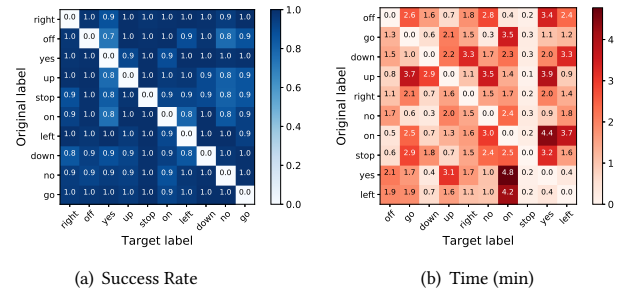 Original label
right 0.0 1.0 0.9 1.0 1.0 1.0 1.0 1.0 1.0 1.0
off 1.0 0.0 0.7 1.0 1.0 1.0 0.9 1.0 0.8 0.9
yes 1.0 1.0 0.0 0.9 1.0 0.9 1.0 1.0 0.9 0.9
up 1.0 1.0 0.8 0.0 1.0 1.0 1.0 1.0 0.8 0.9
stop 0.9 1.0 0.8 0.9 0.0 0.9 0.9 0.9 0.8 0.9
on 0.9 1.0 0.8 1.0 1.0 0.0 0.8 1.0 0.8 0.9
left 1.0 1.0 0.9 1.0 1.0 0.9 0.0 1.0 1.0 0.9
down 0.8 0.9 0.9 0.9 1.0 0.9 0.8 0.0 1.0 1.0
no 0.9 0.9 0.9 1.0 1.0 0.9 1.0 1.0 0.0 1.0
go 1.0 1.0 1.0 1.0 1.0 0.9 1.0 1.0 1.0 0.0
right off yes up stop on left down no go
Target label
1.0
0.8
0.6
0.4
0.2
0.0
(a) Success Rate
Original label
off 0.0 2.6 1.6 0.7 1.7 2.8 0.4 0.2 3.4 2.4
go 1.3 0.0 0.6 2.1 1.5 0.6 3.5 0.2 1.3 1.2
down 1.5 1.0 0.0 2.2 3.3 1.7 2.3 0.1 2.0 3.3
up 0.8 3.7 2.9 0.0 1.1 3.5 1.4 0.1 3.9 0.9
right 1.1 2.1 0.7 1.6 0.0 1.5 1.7 0.2 2.1 1.4
no 1.7 0.6 0.3 2.0 1.5 0.0 2.4 0.1 0.9 1.4
on 0.5 2.5 0.7 1.3 1.6 3.0 0.0 0.2 4.4 3.7
stop 0.6 2.9 1.8 0.7 1.5 2.4 2.5 0.0 3.2 1.6
yes 2.1 1.7 0.4 3.1 1.7 1.0 4.8 0.2 0.0 0.4
left 1.9 1.9 0.7 1.6 1.1 1.0 4.2 0.2 0.4 0.0
off go down up right no on stop yes left
Target label
4
3
2
1
0
(b) Time (min)